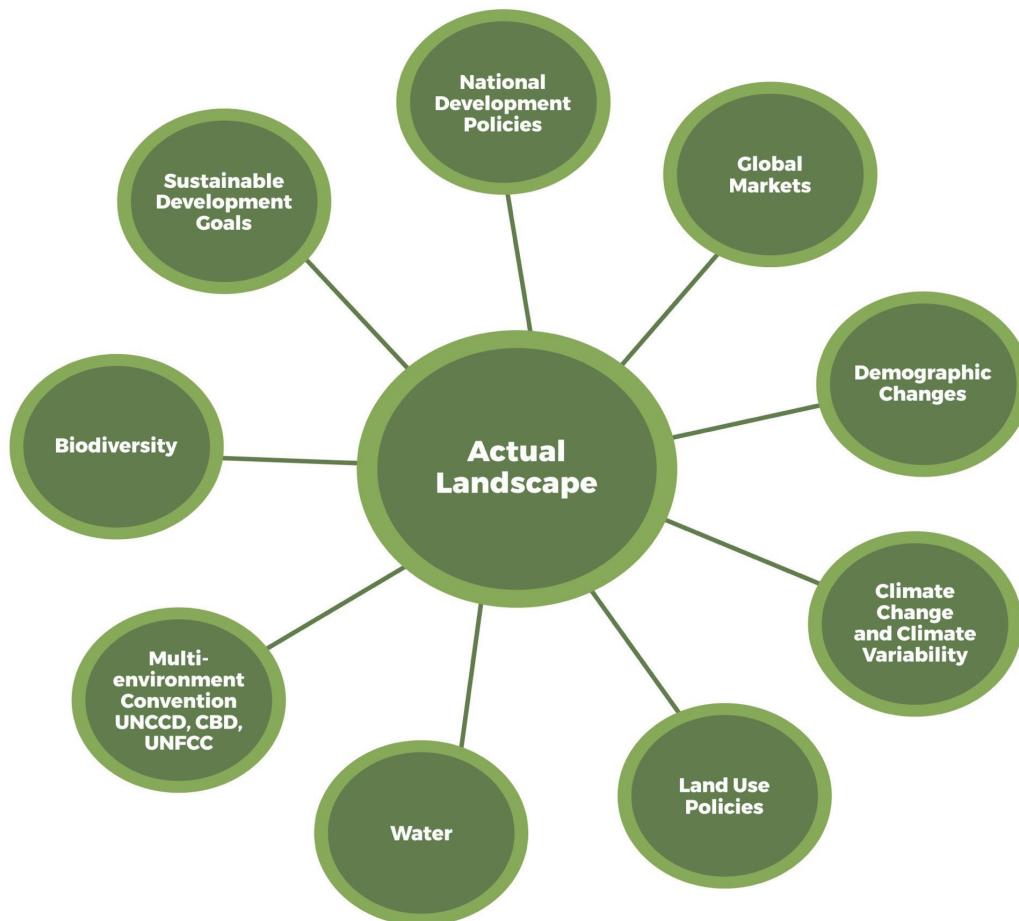 National
Development
Policies
Global
Markets
Sustainable
Development
Goals
Demographic
Changes
Biodiversity
Actual
Landscape
Climate
Change
and Climate
Variability
Multi-
environment
Convention
UNCCD, CBD,
UNFCC
Land Use
Policies
Water